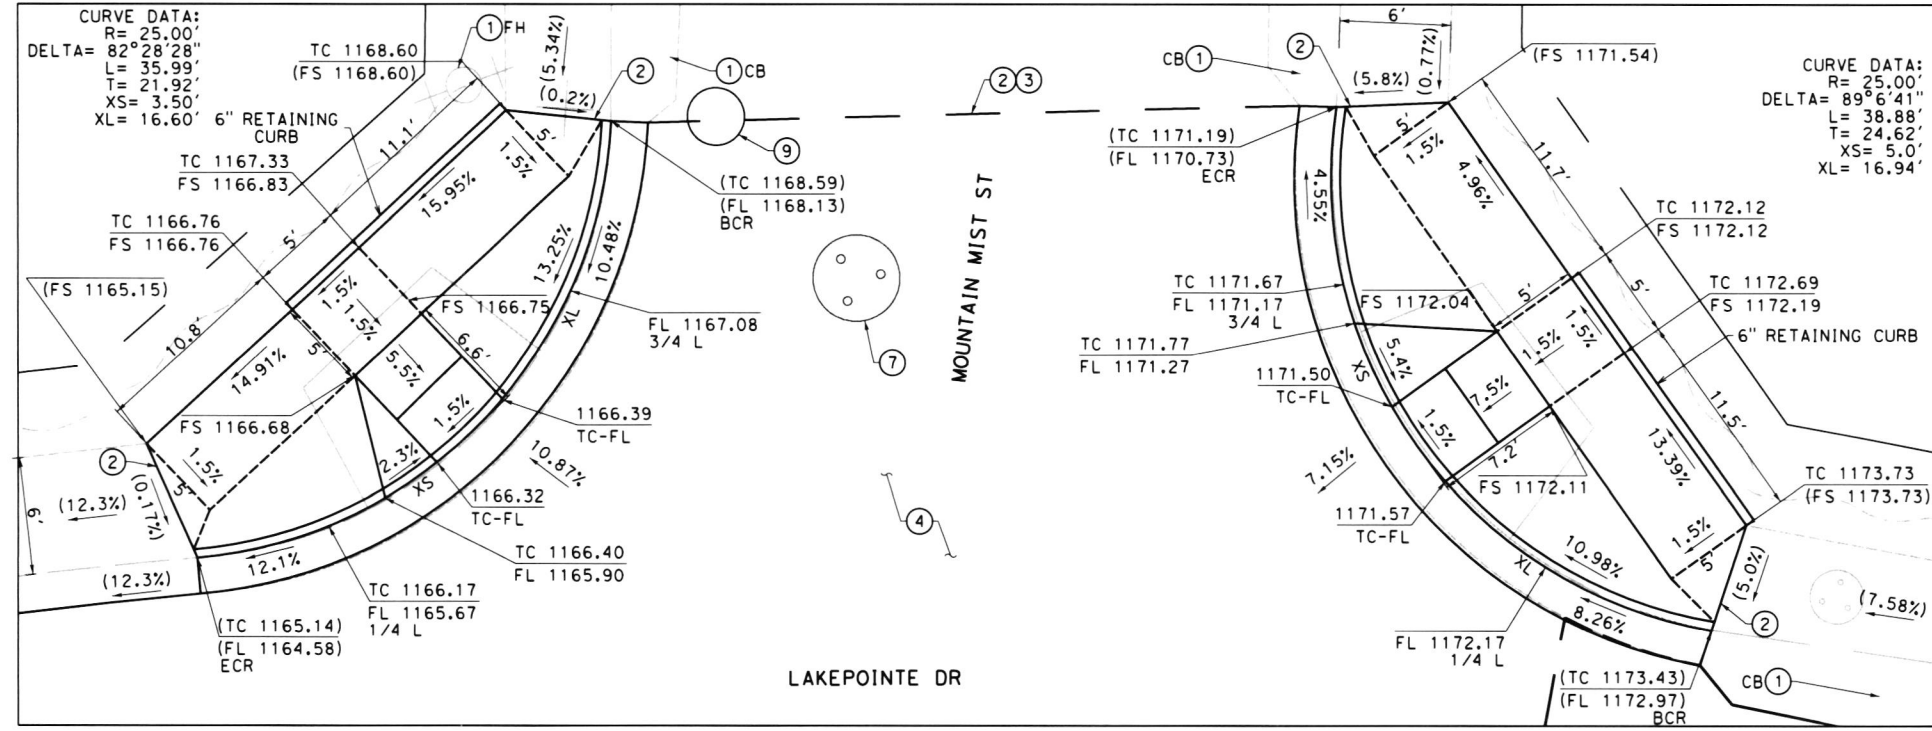 CURVE DATA:
R= 25.00'
DELTA= 82°28'28"
L= 35.99'
T= 21.92'
XS= 3.50'
XL= 16.60'
6" RETAINING
CURB
TC 1168.60
(FS 1168.60)
1 FH
(5.34%)
(0.2%)
2
1 CB
11.1'
5'
1.5%
TC 1167.33
FS 1166.83
15.95%
TC 1166.76
FS 1166.76
5'
(FS 1165.15)
10.8'
1.5%
1.5%
FS 1166.75
13.25%
10.48%
XL
FL 1167.08
3/4 L
(TC 1168.59)
(FL 1168.13)
BCR
9
2 3
7
4
MOUNTAIN MIST ST
6.6'
5'
5.5%
14.91%
1.5%
FS 1166.68
1166.39
TC-FL
10.87%
2
1.5%
5'
2.3%
XS
1166.32
TC-FL
6'
(12.3%)
(0.17%)
(12.3%)
12.1%
TC 1166.40
FL 1165.90
TC 1166.17
FL 1165.67
1/4 L
(TC 1165.14)
(FL 1164.58)
ECR
LAKEPOINTE DR
6'
CB 1
2
(5.8%)
(0.77%)
(FS 1171.54)
CURVE DATA:
R= 25.00'
DELTA= 89°6'41"
L= 38.88'
T= 24.62'
XS= 5.0'
XL= 16.94'
(TC 1171.19)
(FL 1170.73)
ECR
5'
1.5%
4.96%
11.7'
4.55%
TC 1172.12
FS 1172.12
TC 1171.67
FL 1171.17
3/4 L
FS 1172.04
5'
5'
TC 1172.69
FS 1172.19
1.5%
1.5%
6" RETAINING CURB
TC 1171.77
FL 1171.27
5.4%
XS
1171.50
TC-FL
7.5%
1.5%
11.5'
7.15%
7.2'
FS 1172.11
13.39%
TC 1173.73
(FS 1173.73)
1171.57
TC-FL
1.5%
5'
10.98%
XL
(5.0%)
(7.58%)
8.26%
2
FL 1172.17
1/4 L
(TC 1173.43)
(FL 1172.97)
BCR
CB 1